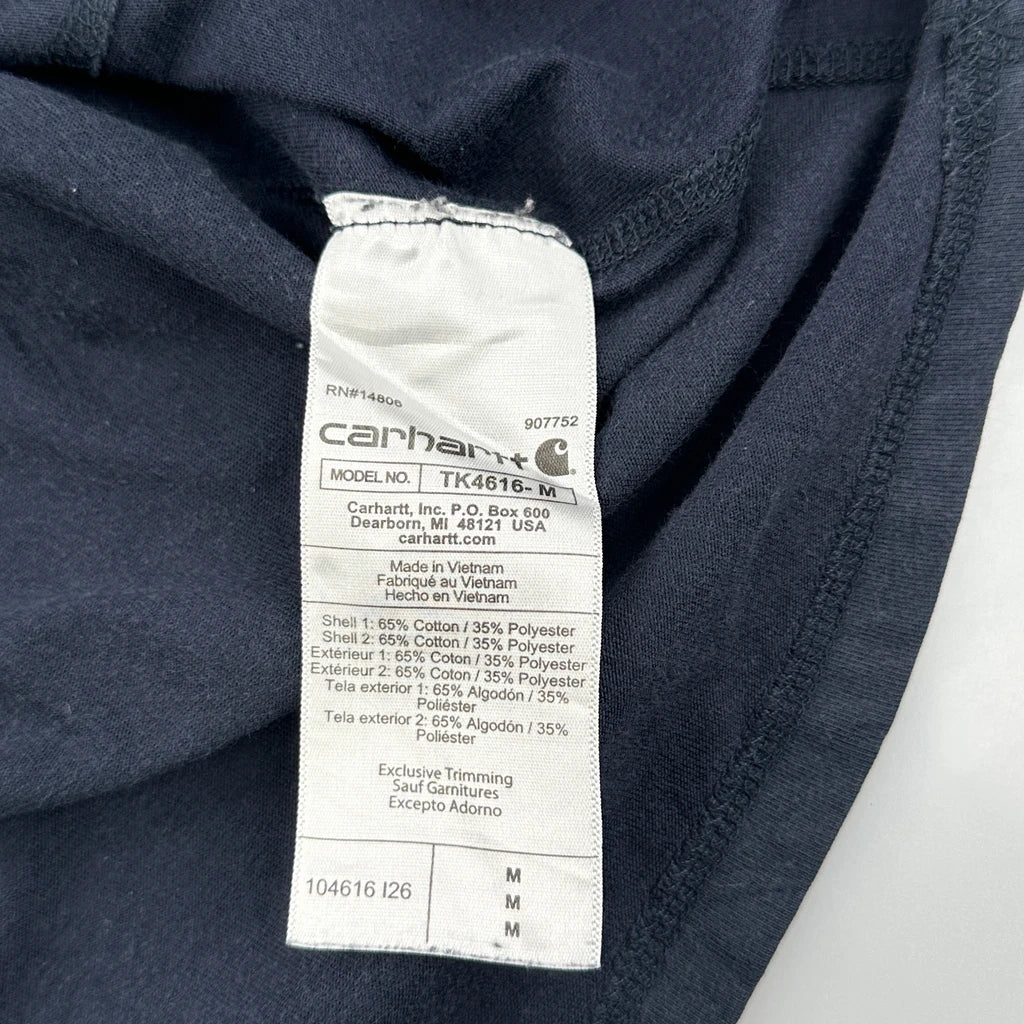 RN#14806
907752
carhartt
MODEL NO. TK4616- M
Carhartt, Inc. P.O. Box 600
Dearborn, MI 48121 USA
carhartt.com
Made in Vietnam
Fabriqué au Vietnam
Hecho en Vietnam
Shell 1: 65% Cotton / 35% Polyester
Shell 2: 65% Cotton / 35% Polyester
Extérieur 1: 65% Coton / 35% Polyester
Extérieur 2: 65% Coton / 35% Polyester
Tela exterior 1: 65% Algodón / 35%
Poliéster
Tela exterior 2: 65% Algodón / 35%
Poliéster
Exclusive Trimming
Sauf Garnitures
Excepto Adorno
104616 I26
M
M
M